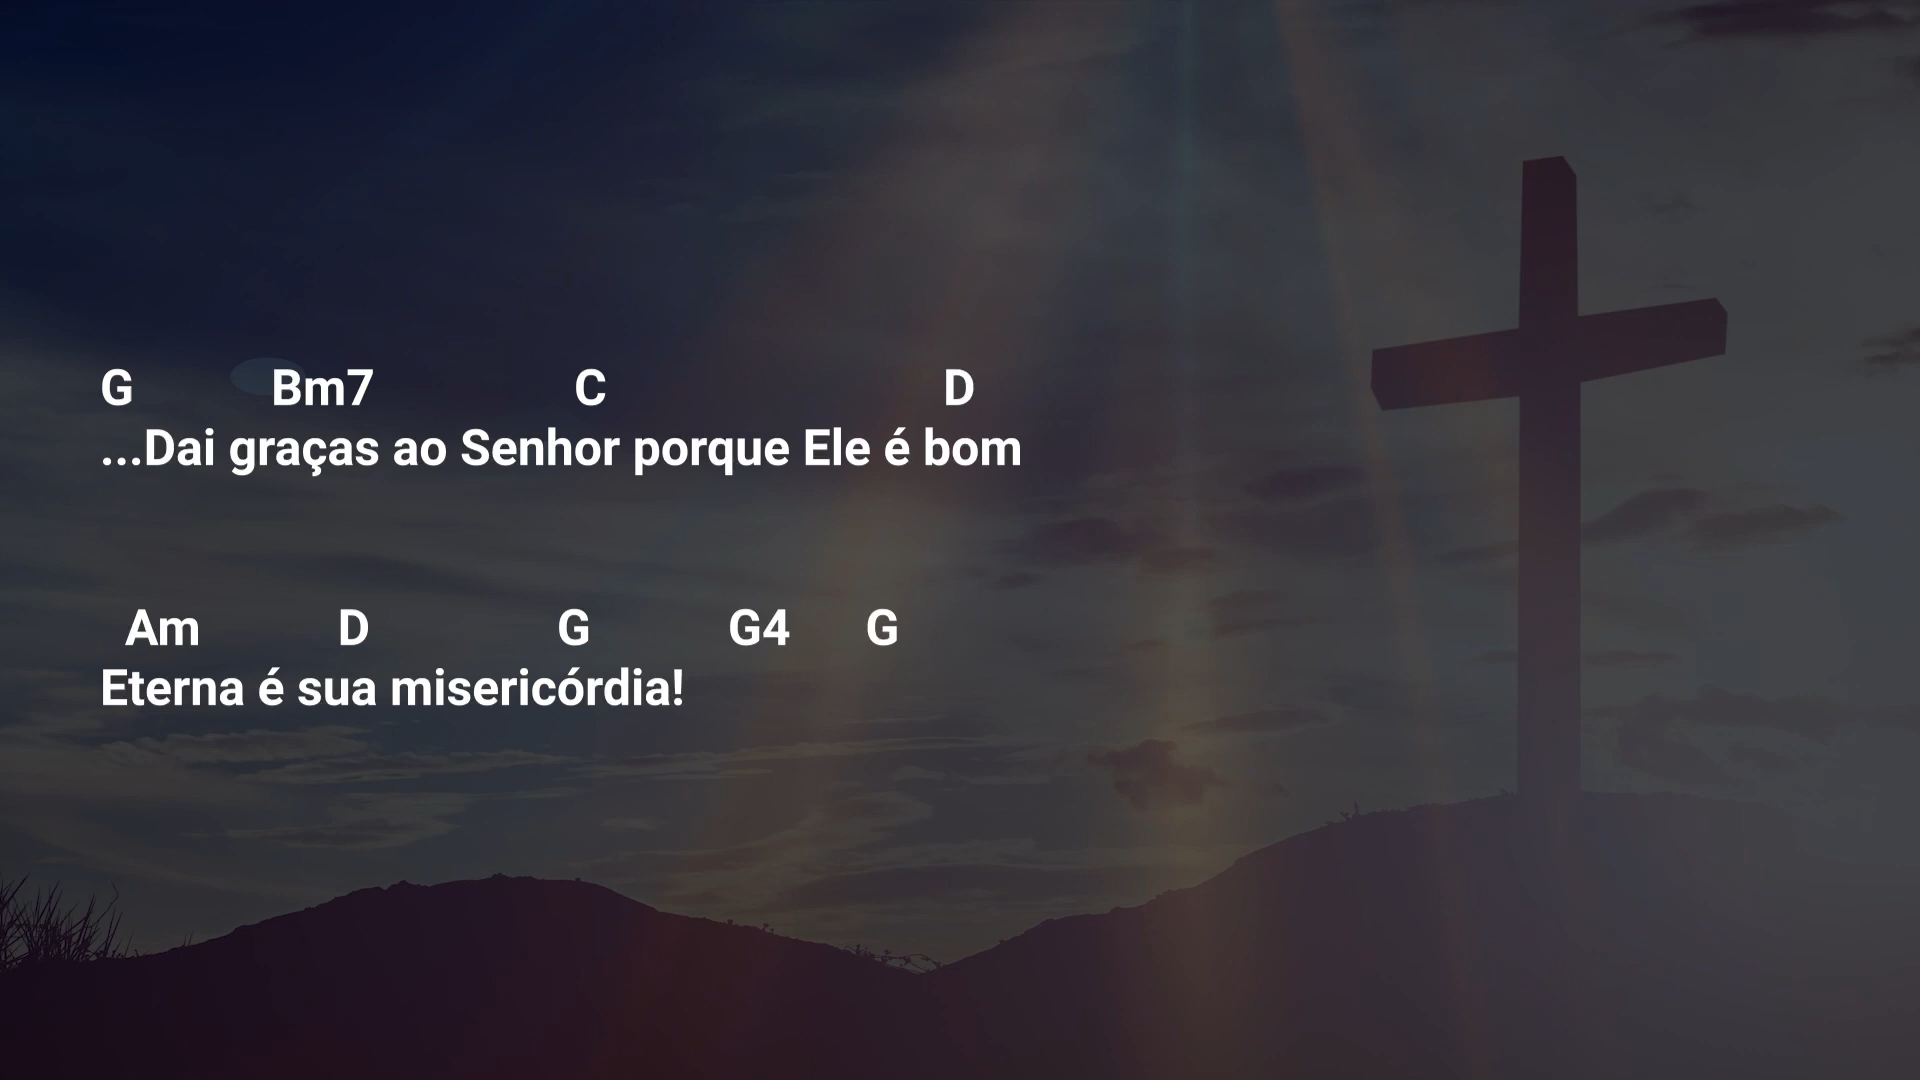 G Bm7 C D
...Dai graças ao Senhor porque Ele é bom
Am D G G4 G
Eterna é sua misericórdia!